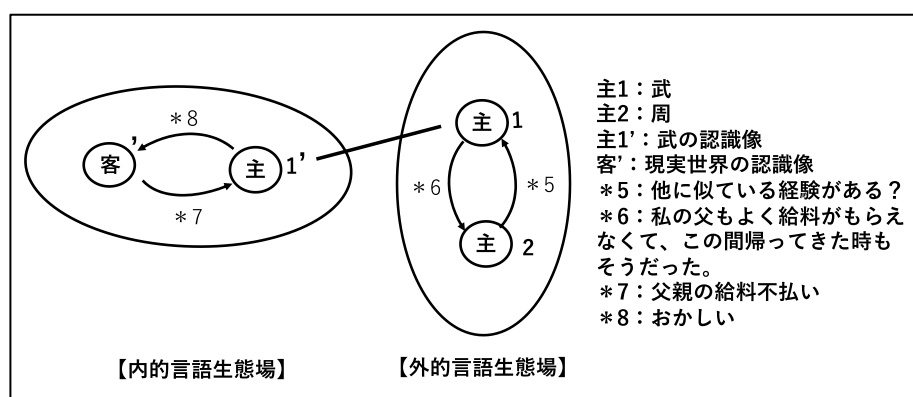 主1：武
主2：周
主1’：武の認識像
客’：現実世界の認識像
＊5：他に似ている経験がある？
＊6：私の父もよく給料がもらえ
なくて、この間帰ってきた時も
そうだった。
＊7：父親の給料不払い
＊8：おかしい
＊8
客’
主1’
＊7
主1
＊6
＊5
主2
【内的言語生態場】
【外的言語生態場】